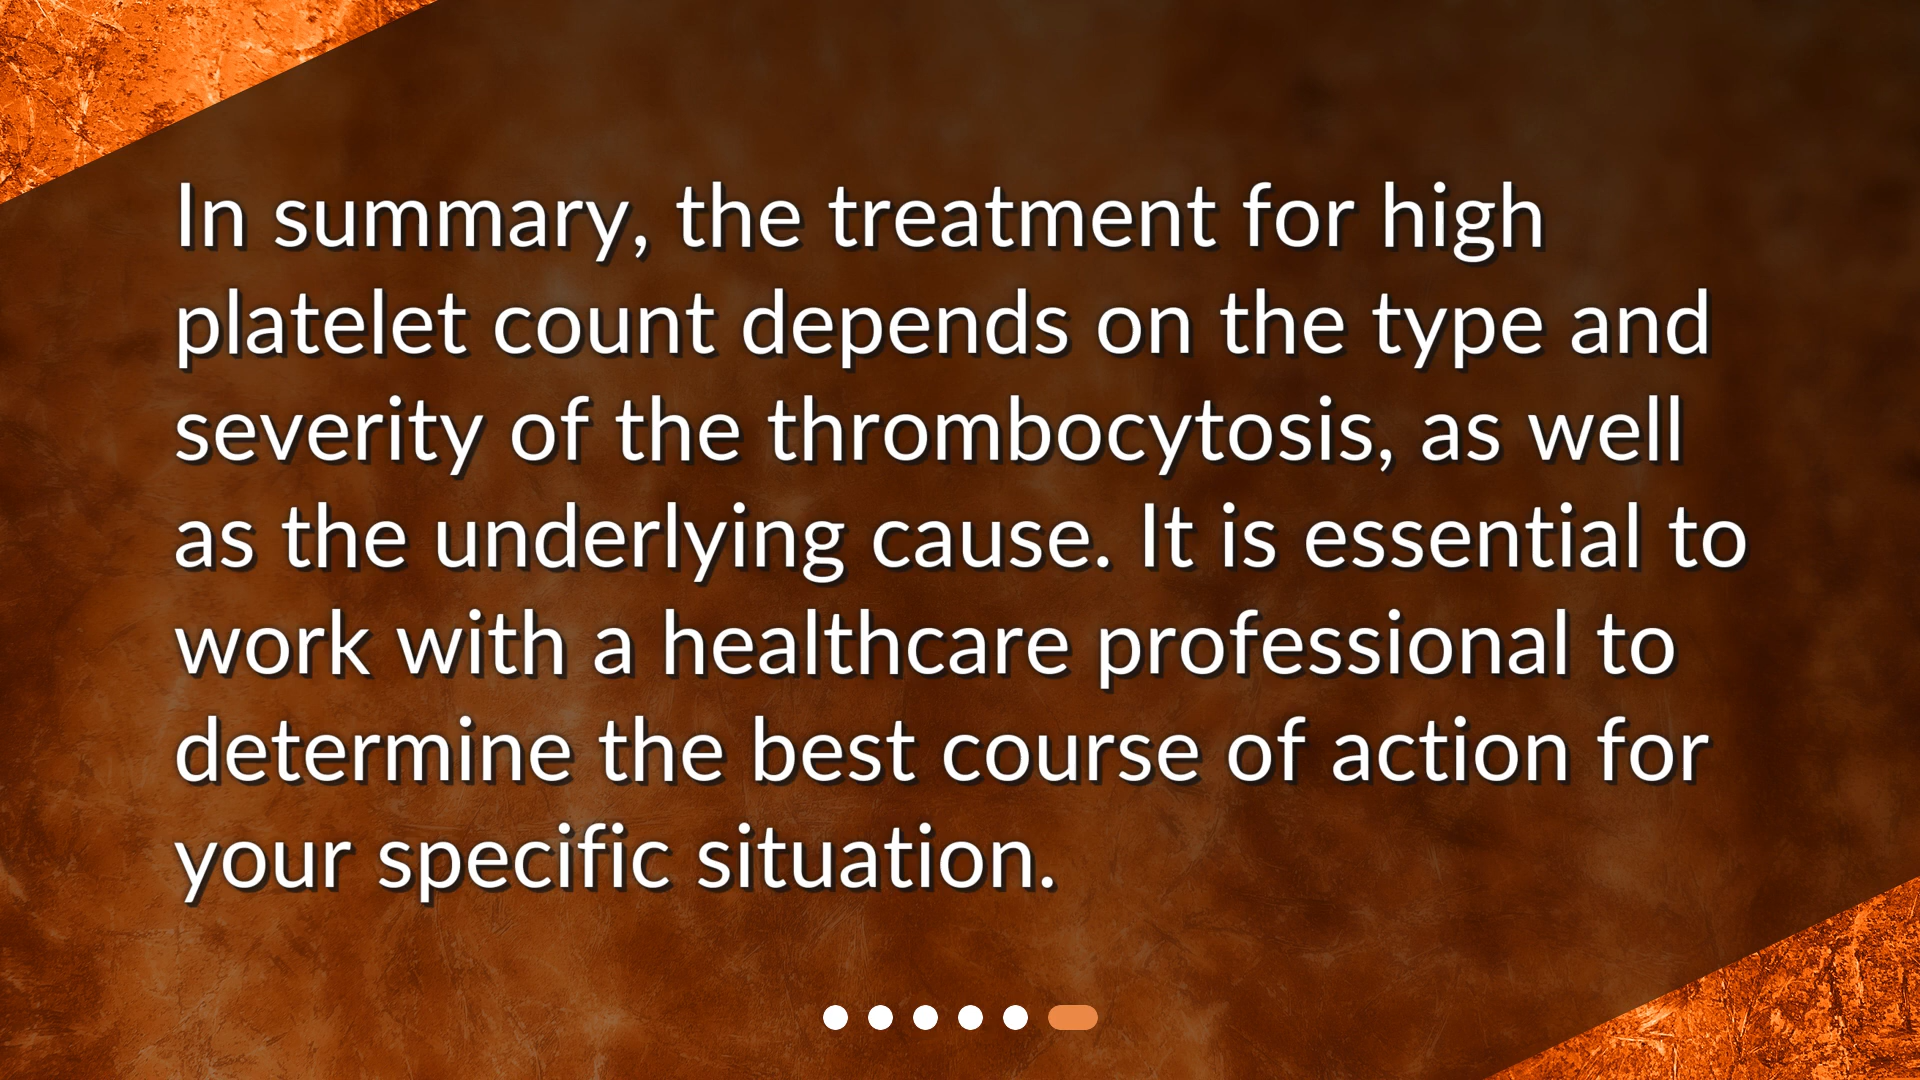 In summary, the treatment for high
platelet count depends on the type and
severity of the thrombocytosis, as well
as the underlying cause. It is essential to
work with a healthcare professional to
determine the best course of action for
your specific situation.